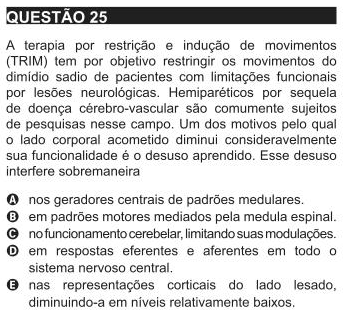 QUESTÃO 25
A terapia por restrição e indução de movimentos
(TRIM) tem por objetivo restringir os movimentos do
dimídio sadio de pacientes com limitações funcionais
por lesões neurológicas. Hemiparéticos por sequela
de doença cérebro-vascular são comumente sujeitos
de pesquisas nesse campo. Um dos motivos pelo qual
o lado corporal acometido diminui consideravelmente
sua funcionalidade é o desuso aprendido. Esse desuso
interfere sobremaneira
A nos geradores centrais de padrões medulares.
B em padrões motores mediados pela medula espinal.
C no funcionamento cerebelar, limitando suas modulações.
D em respostas eferentes e aferentes em todo o
sistema nervoso central.
E nas representações corticais do lado lesado,
diminuindo-a em níveis relativamente baixos.